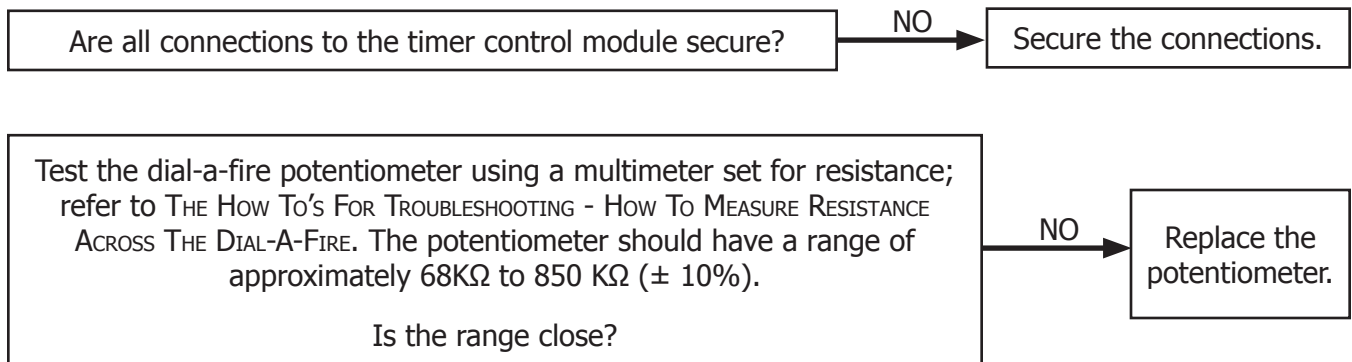 Are all connections to the timer control module secure?
NO
Secure the connections.
Test the dial-a-fire potentiometer using a multimeter set for resistance;
refer to THE HOW TO'S FOR TROUBLESHOOTING - HOW TO MEASURE RESISTANCE
ACROSS THE DIAL-A-FIRE. The potentiometer should have a range of
approximately 68KΩ to 850 KΩ (± 10%).
Is the range close?
NO
Replace the
potentiometer.